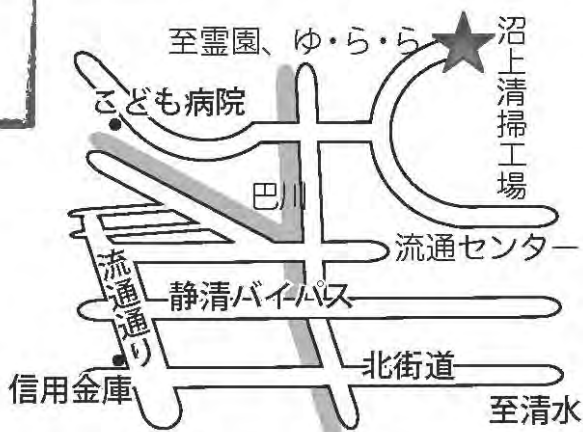 至霊園、ゆ・ら・ら
沼上清掃工場
こども病院
巴川
流通センター
流通通り
静清バイパス
信用金庫
北街道
至清水